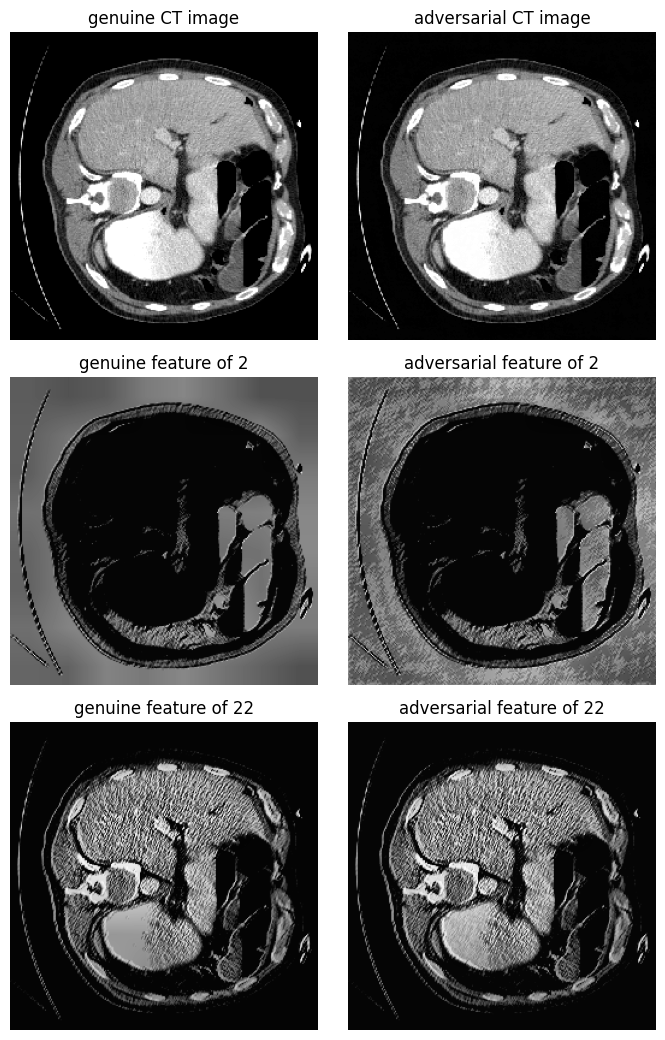 genuine CT image
adversarial CT image
genuine feature of 2
adversarial feature of 2
genuine feature of 22
adversarial feature of 22